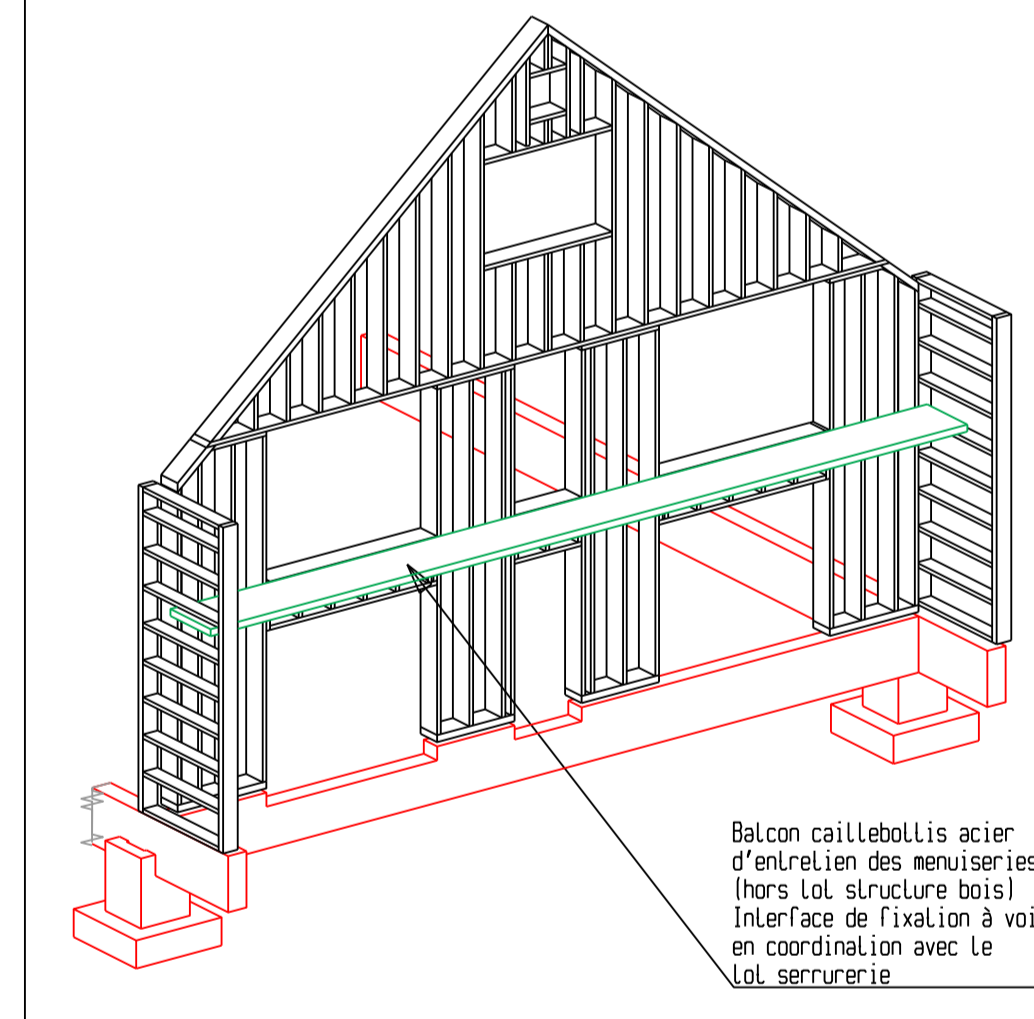 Balcon caillebotis acier
d'entretien des menuiseries
(hors lot structure bois)
Interface de fixation à voi
en coordination avec le
lot serrurerie